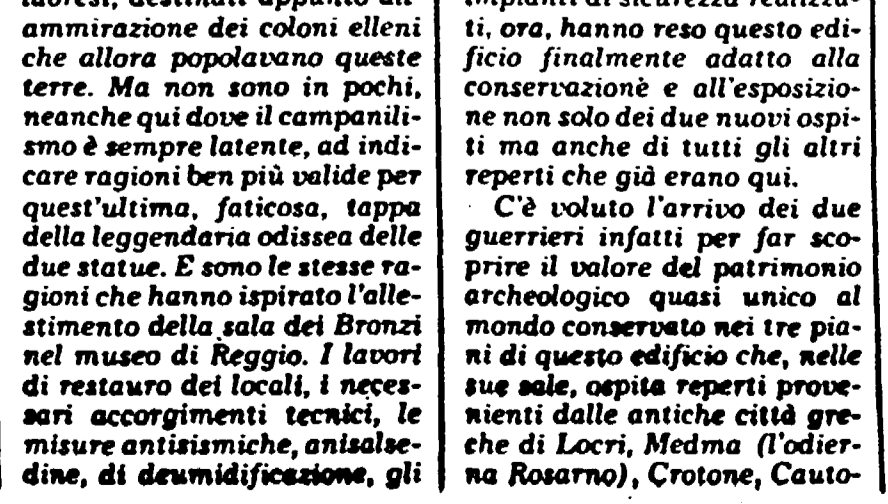 ammirazione dei coloni elleni
che allora popolavano queste
terre. Ma non sono in pochi,
neanche qui dove il campanili-
smo è sempre latente, ad indi-
care ragioni ben più valide per
quest'ultima, faticosa, tappa
della leggendaria odissea delle
due statue. E sono le stesse ra-
gioni che hanno ispirato l'alle-
stimento della sala dei Bronzi
nel museo di Reggio. I lavori
di restauro dei locali, i neces-
sari accorgimenti tecnici, le
misure antisismiche, anisalse-
dine, di deumidificazione, gli
ti, ora, hanno reso questo edi-
ficio finalmente adatto alla
conservazionè e all'esposizio-
ne non solo dei due nuovi ospi-
ti ma anche di tutti gli altri
reperti che già erano qui.
C'è voluto l'arrivo dei due
guerrieri infatti per far sco-
prire il valore del patrimonio
archeologico quasi unico al
mondo conservato nei tre pia-
ni di questo edificio che, nelle
sue sale, ospita reperti prove-
nienti dalle antiche città gre-
che di Locri, Medma (l'odier-
na Rosarno), Crotone, Cauto-